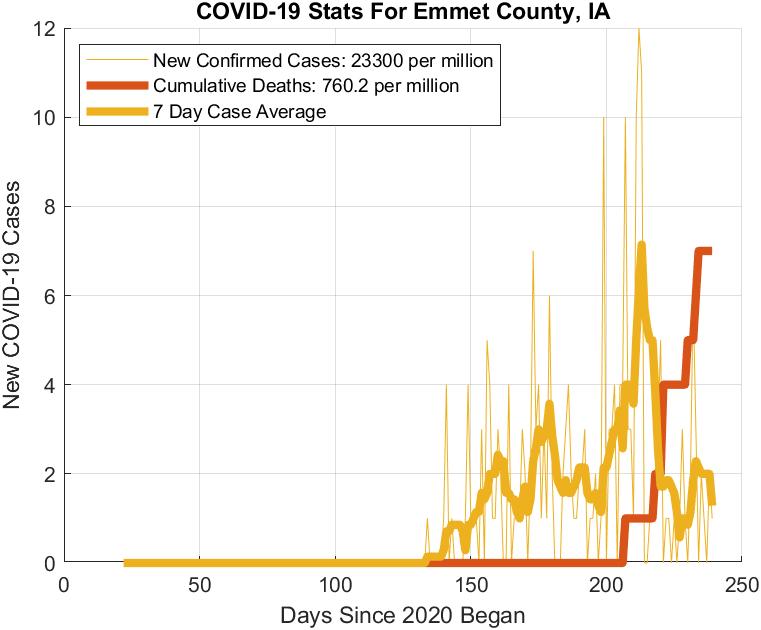 COVID-19 Stats For Emmet County, IA
12
10
8
6
4
2
0
New Confirmed Cases: 23300 per million
Cumulative Deaths: 760.2 per million
7 Day Case Average
New COVID-19 Cases
0 50 100 150 200 250
Days Since 2020 Began